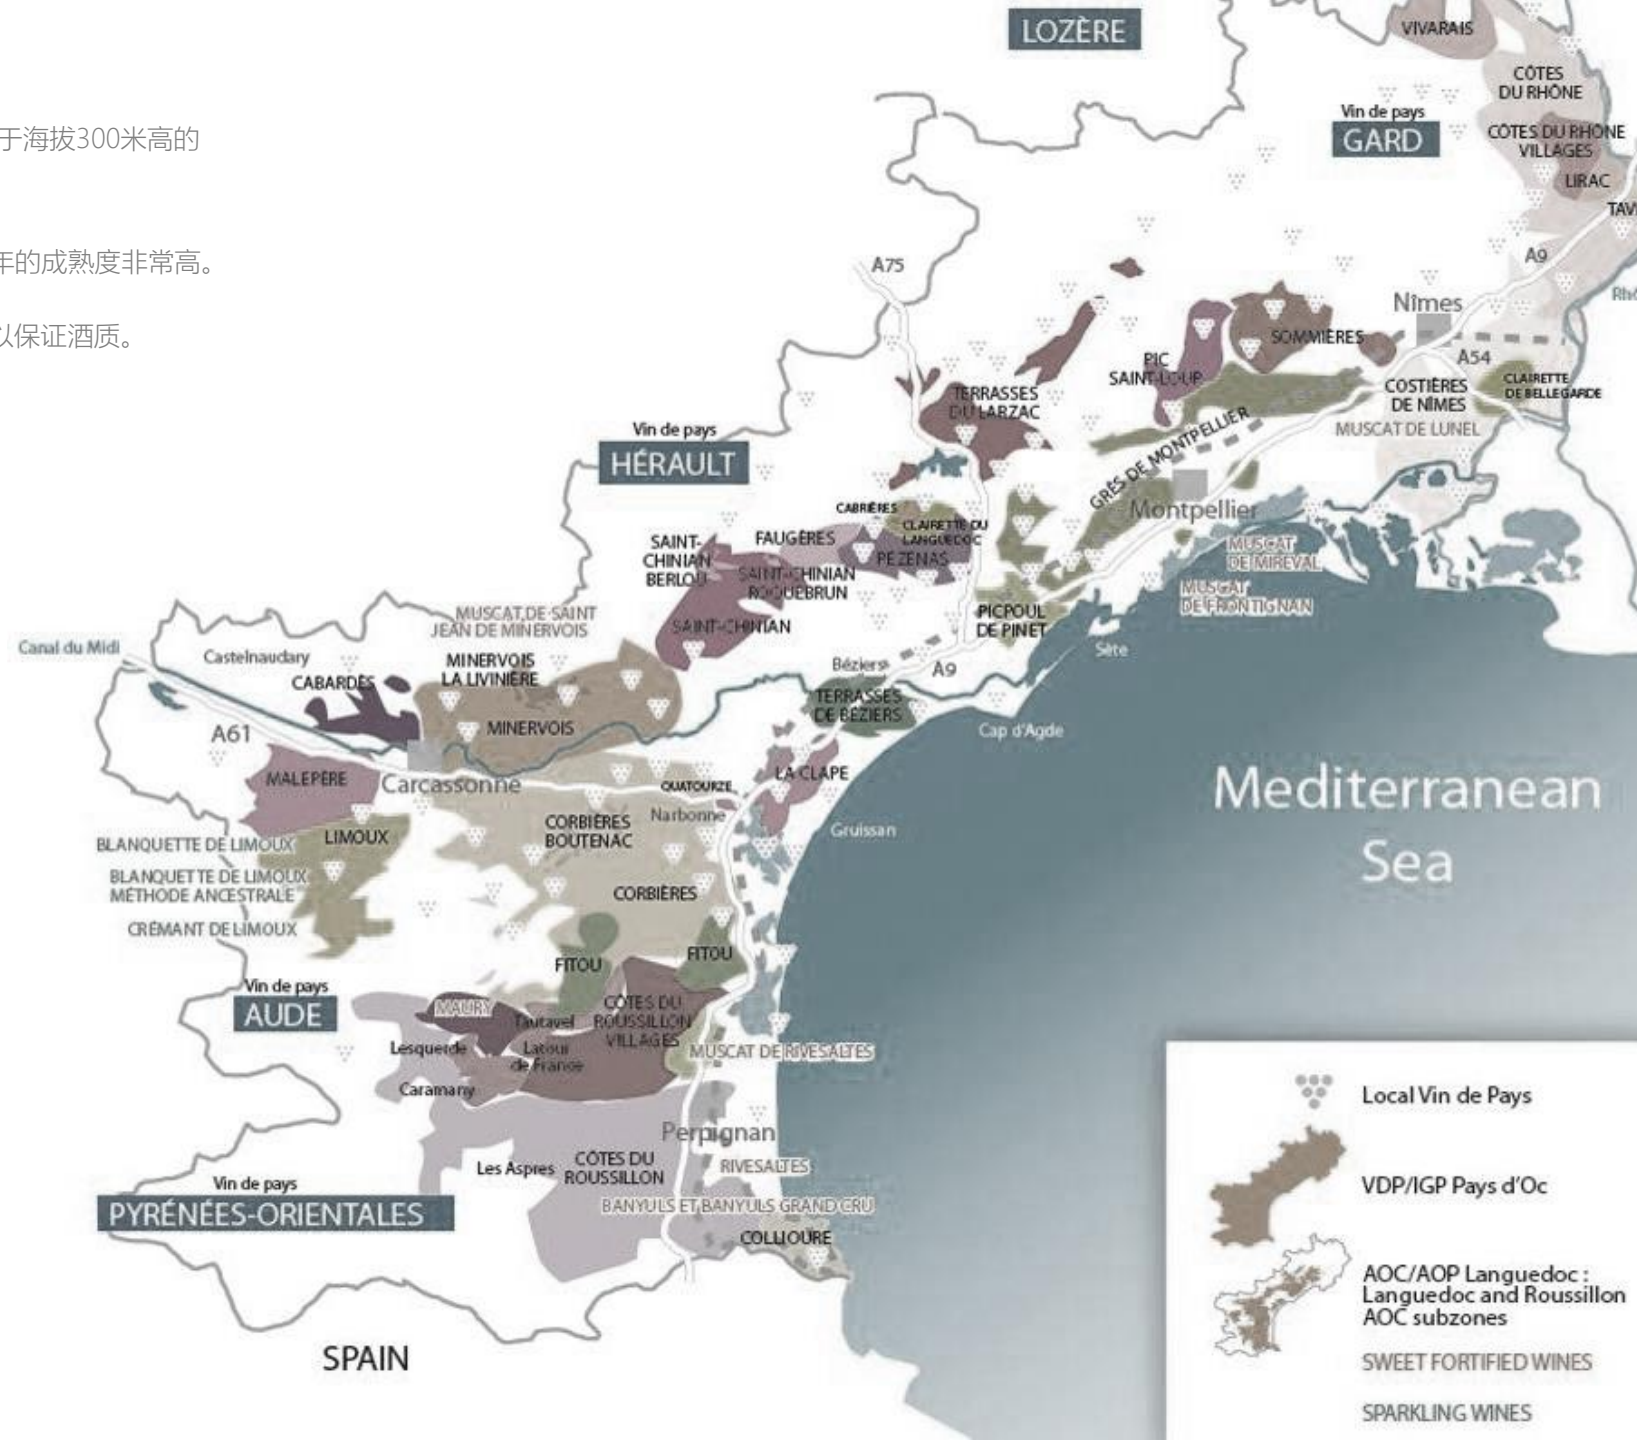 于海拔300米高的
年的成熟度非常高。
以保证酒质。
LOZÈRE
VIVARAIS
CÔTES
DU RHÔNE
Vin de pays
GARD
CÔTES DU RHÔNE
VILLAGES
LIRAC
A9
A75
Nîmes
SOMMIÈRES
A54
PIC
SAINT-LOUP
CLAIRETTE
DE BELLEGARDE
COSTIÈRES
DE NÎMES
TERRASSES
DU LARZAC
MUSCAT DE LUNEL
Vin de pays
HÉRAULT
GRÈS DE MONTPELLIER
Montpellier
CABRIÈRES
CLAIRETTE DU
LANGUEDOC
FAUGÈRES
PÉZENAS
SAINT-
CHINIAN
BERLOU
SAINT-CHINIAN
ROQUEBRUN
SAINT-CHINIAN
MUSCAT
DE MIREVAL
MUSCAT
DE FRONTIGNAN
PICPOUL
DE PINET
Sète
MUSCAT DE SAINT
JEAN DE MINERVOIS
Canal du Midi
Castelnaudary
MINERVOIS
LA LIVINIÈRE
CABARDÈS
Béziers
A9
TERRASSES
DE BÉZIERS
Cap d'Agde
A61
MINERVOIS
MALEPÈRE
Carcassonne
QUATOURZE
LA CLAPE
Narbonne
Gruissan
Mediterranean
Sea
CORBIÈRES
BOUTENAC
LIMOUX
BLANQUETTE DE LIMOUX
BLANQUETTE DE LIMOUX
MÉTHODE ANCESTRALE
CRÉMANT DE LIMOUX
CORBIÈRES
FITOU
FITOU
Vin de pays
AUDE
MAURY
Tautavel
CÔTES DU
ROUSSILLON
VILLAGES
Lesquerde
Latour
de France
Caramany
MUSCAT DE RIVESALTES
Perpignan
RIVESALTES
Les Aspres
CÔTES DU
ROUSSILLON
Vin de pays
PYRÉNÉES-ORIENTALES
BANYULS ET BANYULS GRAND CRU
COLLIOURE
SPAIN
Local Vin de Pays
VDP/IGP Pays d'Oc
AOC/AOP Languedoc :
Languedoc and Roussillon
AOC subzones
SWEET FORTIFIED WINES
SPARKLING WINES